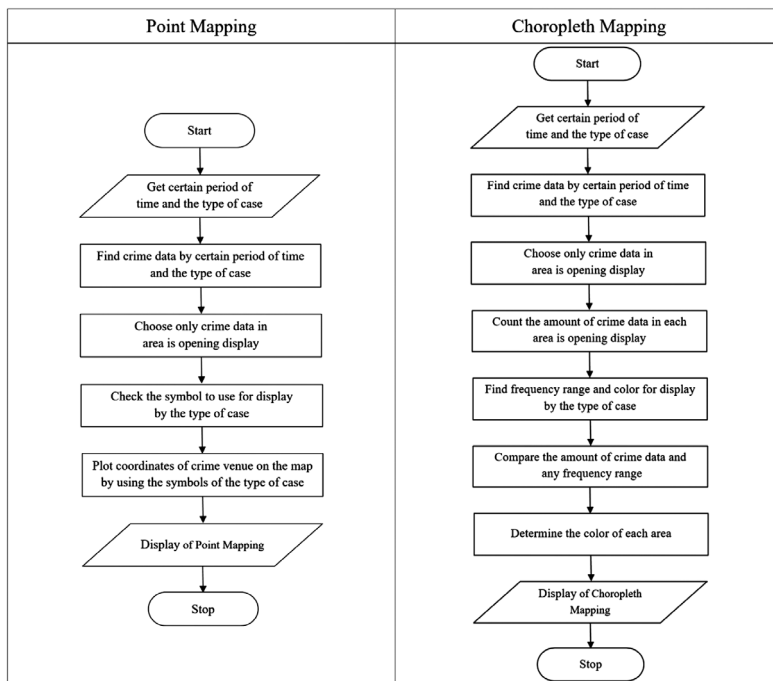 Point Mapping
Start
Get certain period of
time and the type of case
Find crime data by certain period of time
and the type of case
Choose only crime data in
area is opening display
Check the symbol to use for display
by the type of case
Plot coordinates of crime venue on the map
by using the symbols of the type of case
Display of Point Mapping
Stop
Choropleth Mapping
Start
Get certain period of
time and the type of case
Find crime data by certain period of time
and the type of case
Choose only crime data in
area is opening display
Count the amount of crime data in each
area is opening display
Find frequency range and color for display
by the type of case
Compare the amount of crime data and
any frequency range
Determine the color of each area
Display of Choropleth
Mapping
Stop